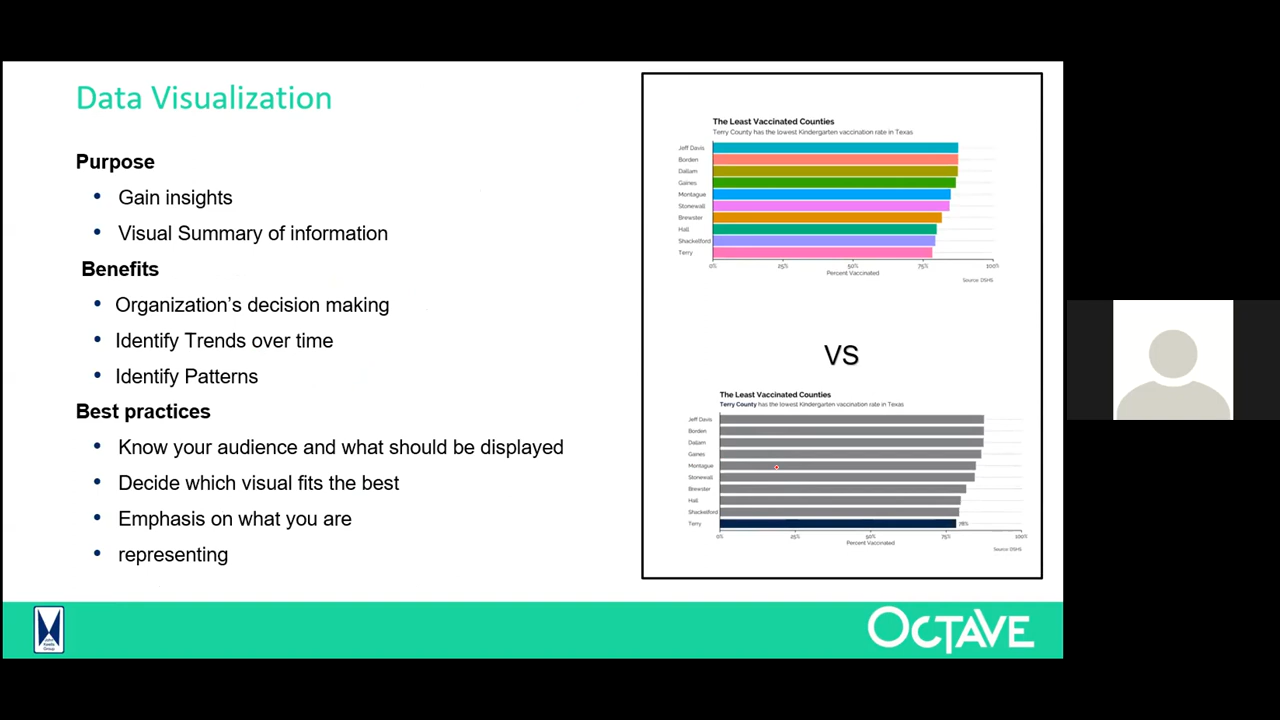 Data Visualization
Purpose
• Gain insights
• Visual Summary of information
Benefits
• Organization's decision making
• Identify Trends over time
• Identify Patterns
Best practices
• Know your audience and what should be displayed
• Decide which visual fits the best
• Emphasis on what you are
• representing
The Least Vaccinated Counties
Terry County has the lowest Kindergarten vaccination rate in Texas
Jeff Davis
Borden
Dallam
Gaines
Montague
Stonewall
Brewster
Hall
Shackelford
Terry
0% 25% 50% 75% 100%
Percent Vaccinated
Source: DSHS
VS
The Least Vaccinated Counties
Terry County has the lowest Kindergarten vaccination rate in Texas
Jeff Davis
Borden
Dallam
Gaines
Montague
Stonewall
Brewster
Hall
Shackelford
Terry 78%
0% 25% 50% 75% 100%
Percent Vaccinated
Source: DSHS
John
Keells
Group
OCTAVE